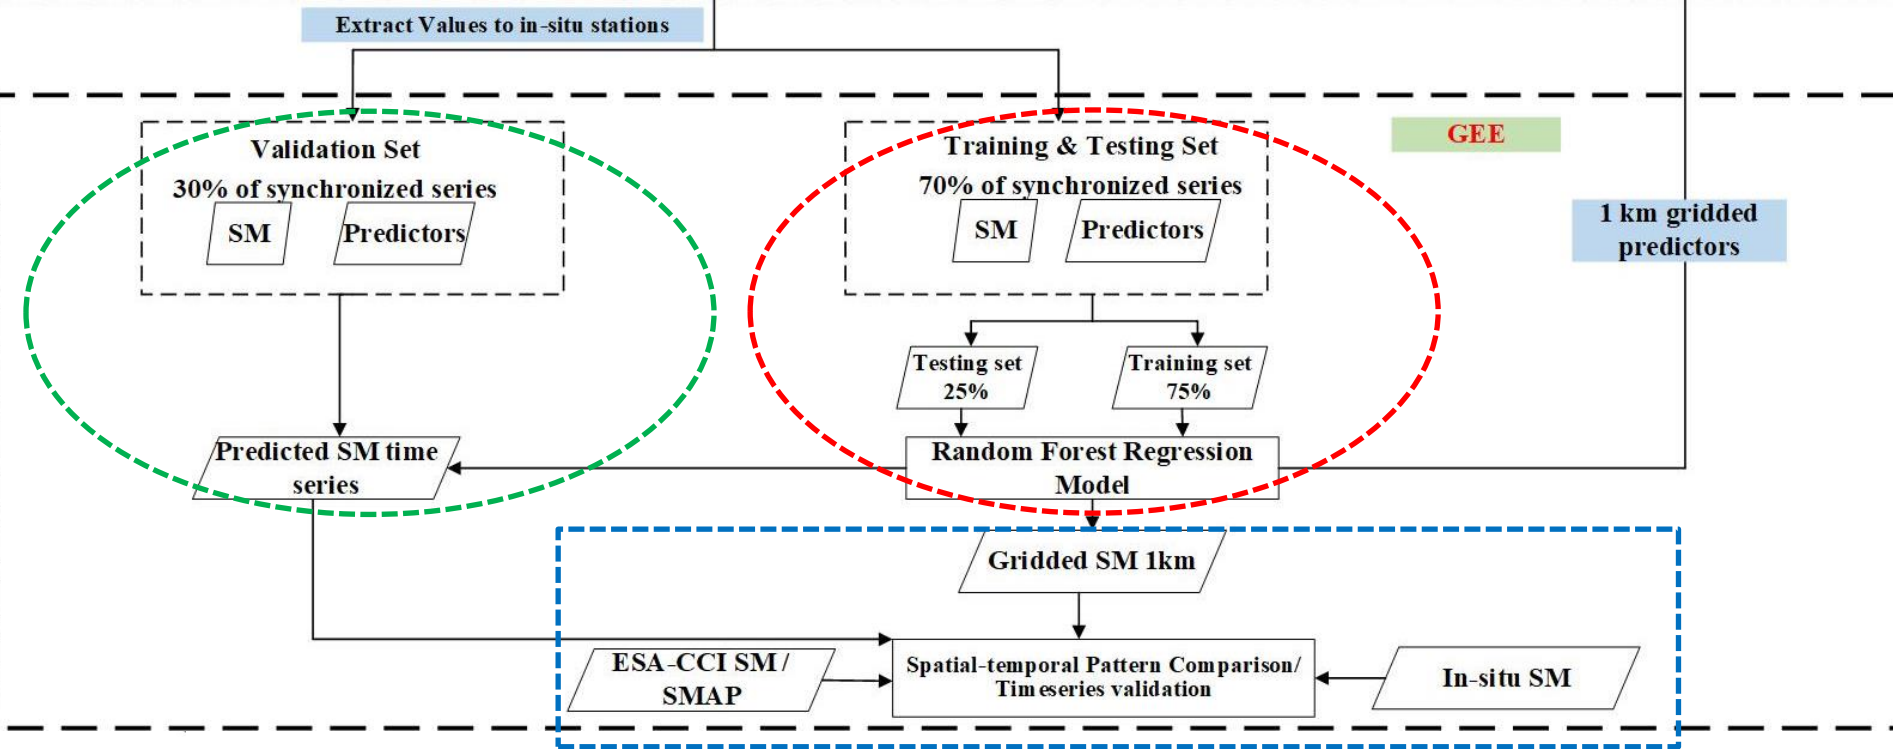 Extract Values to in-situ stations
Validation Set
30% of synchronized series
SM
Predictors
Training & Testing Set
70% of synchronized series
SM
Predictors
GEE
1 km gridded
predictors
Testing set
25%
Training set
75%
Predicted SM time
series
Random Forest Regression
Model
Gridded SM 1km
ESA-CCI SM /
SMAP
Spatial-temporal Pattern Comparison/
Timeseries validation
In-situ SM